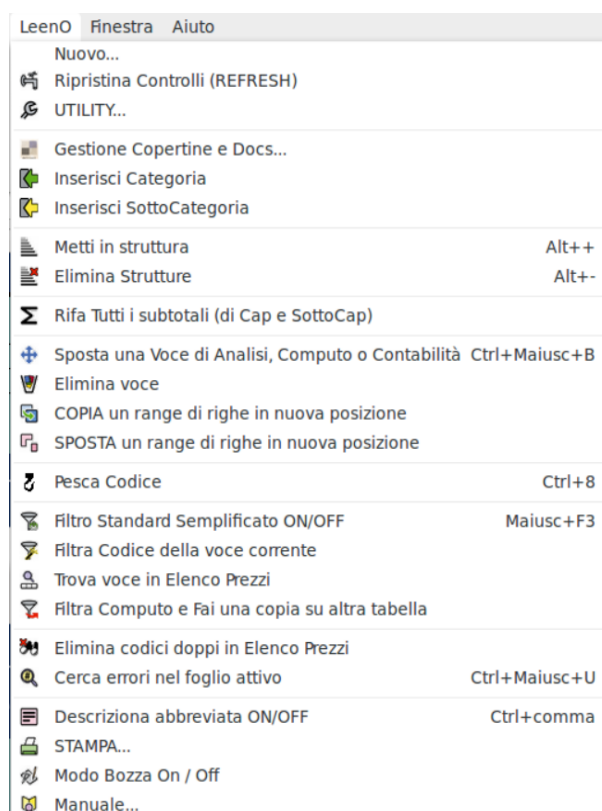 LeenO Finestra Aiuto
Nuovo...
Ripristina Controlli (REFRESH)
UTILITY...
Gestione Copertine e Docs...
Inserisci Categoria
Inserisci SottoCategoria
Metti in struttura Alt++
Elimina Strutture Alt+-
Rifa Tutti i subtotali (di Cap e SottoCap)
Sposta una Voce di Analisi, Computo o Contabilità Ctrl+Maiusc+B
Elimina voce
COPIA un range di righe in nuova posizione
SPOSTA un range di righe in nuova posizione
Pesca Codice Ctrl+8
Filtro Standard Semplificato ON/OFF Maiusc+F3
Filtra Codice della voce corrente
Trova voce in Elenco Prezzi
Filtra Computo e Fai una copia su altra tabella
Elimina codici doppi in Elenco Prezzi
Cerca errori nel foglio attivo Ctrl+Maiusc+U
Descriziona abbreviata ON/OFF Ctrl+comma
STAMPA...
Modo Bozza On / Off
Manuale...